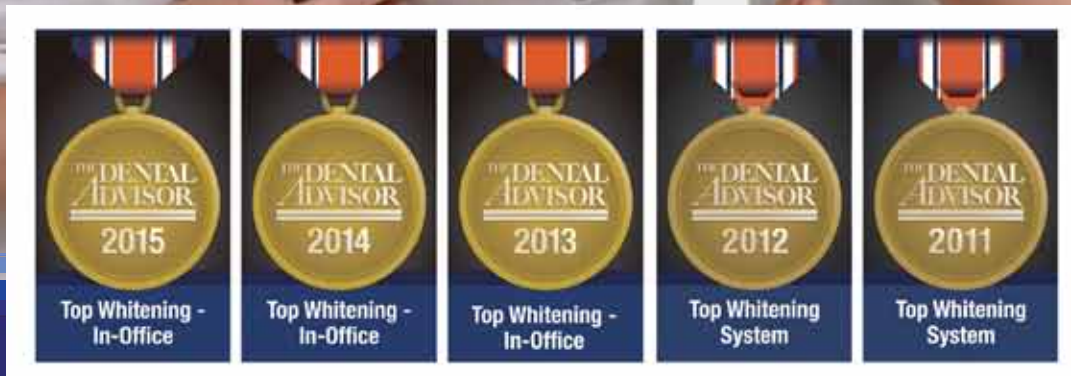 THE DENTAL
ADVISOR
2015
Top Whitening -
In-Office
THE DENTAL
ADVISOR
2014
Top Whitening -
In-Office
THE DENTAL
ADVISOR
2013
Top Whitening -
In-Office
THE DENTAL
ADVISOR
2012
Top Whitening
System
THE DENTAL
ADVISOR
2011
Top Whitening
System